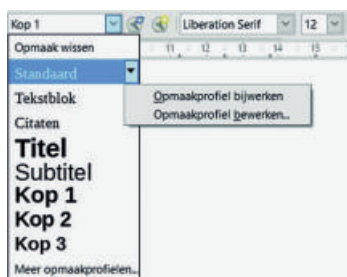 Kop 1 Liberation Serif 12
Opmaak wissen 11 12 13 14 15
Standaard
Opmaakprofiel bijwerken
Tekstblok
Opmaakprofiel bewerken...
Citaten
Titel
Subtitel
Kop 1
Kop 2
Kop 3
Meer opmaakprofielen...